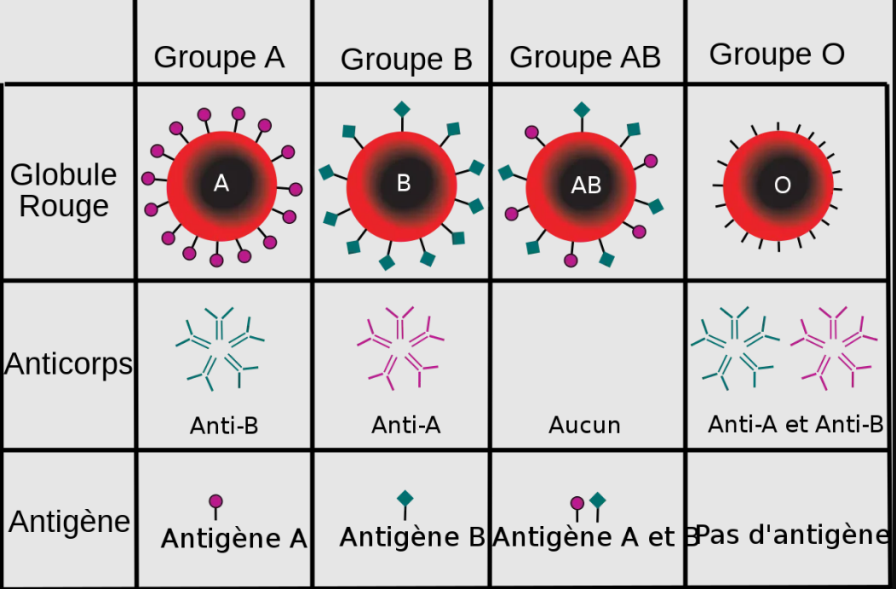 Groupe A
Groupe B
Groupe AB
Groupe O
Globule
Rouge
A
B
AB
O
Anticorps
Anti-B
Anti-A
Aucun
Anti-A et Anti-B
Antigène
Antigène A
Antigène B
Antigène A et B
Pas d'antigène